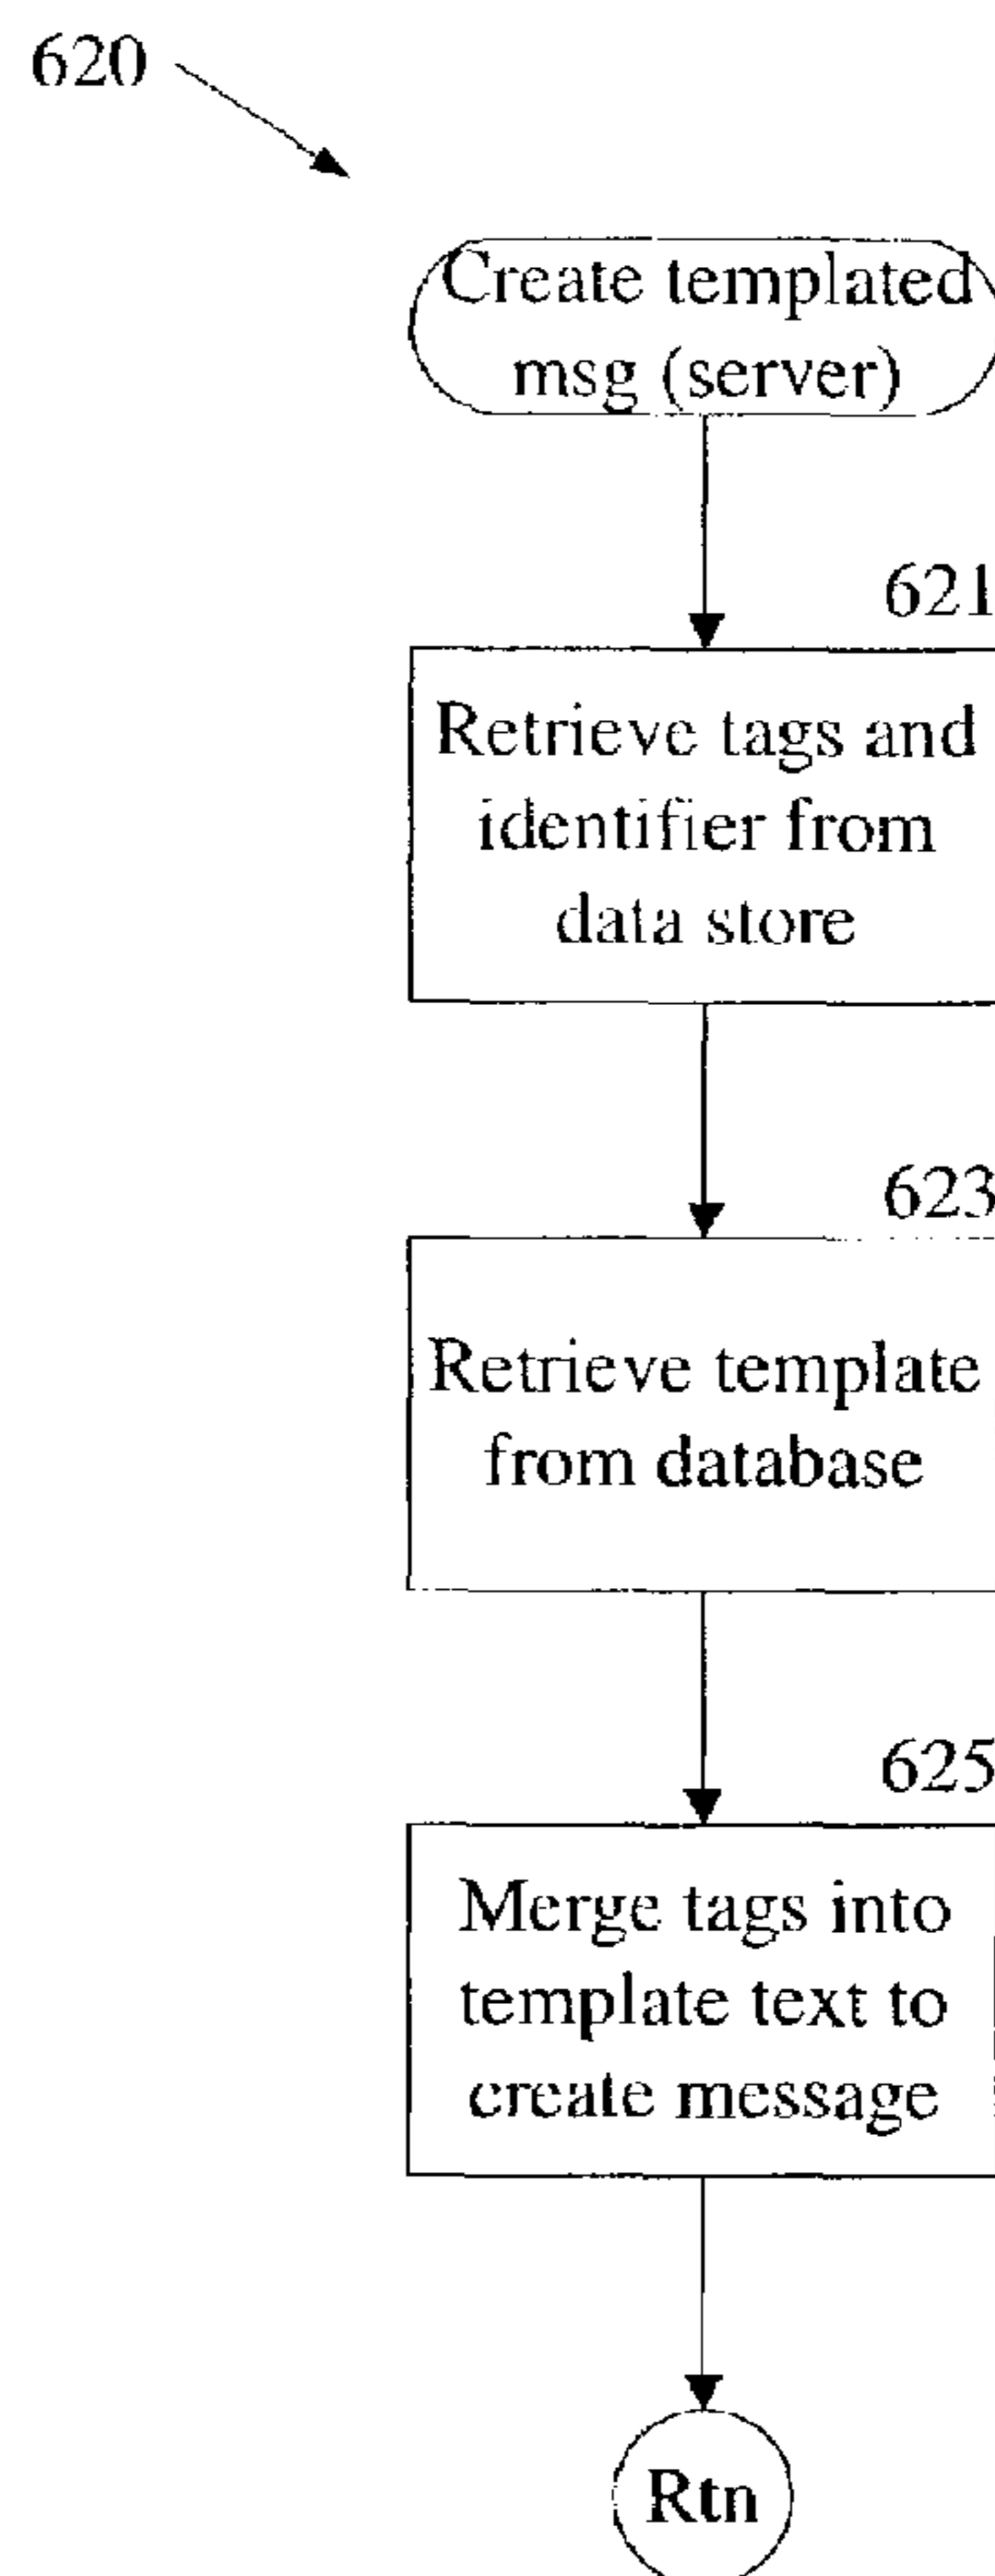 620
Create templated
msg (server)
621
Retrieve tags and
identifier from
data store
623
Retrieve template
from database
625
Merge tags into
template text to
create message
Rtn